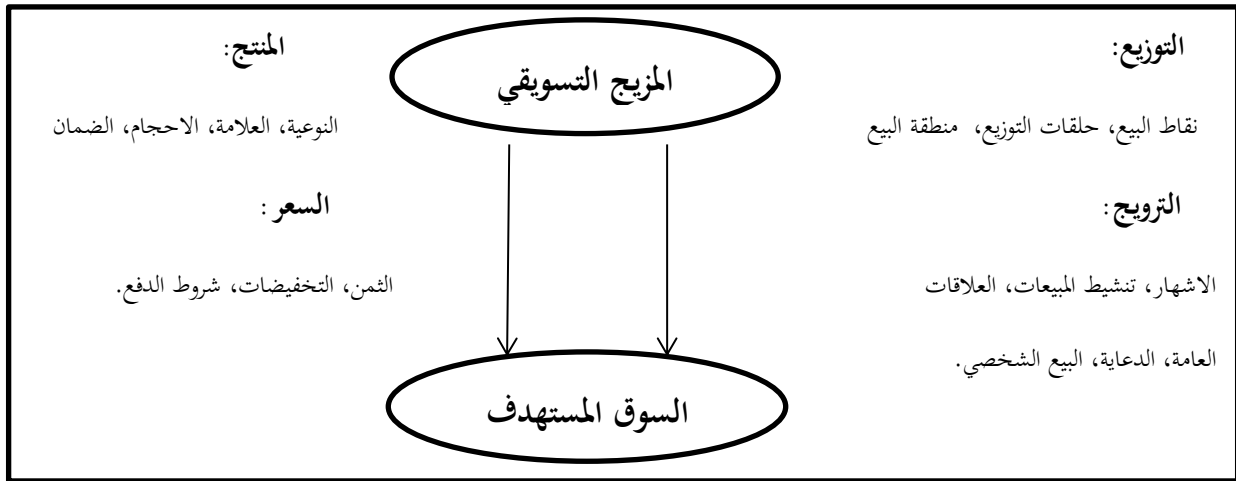 التوزيع:
نقاط البيع، حلقات التوزيع، منطقة البيع
الترويج:
الاشهار، تنشيط المبيعات، العلاقات
العامة، الدعاية، البيع الشخصي.
المزيج التسويقي
السوق المستهدف
المنتج:
النوعية، العلامة، الاحجام، الضمان
السعر:
الثمن، التخفيضات، شروط الدفع.